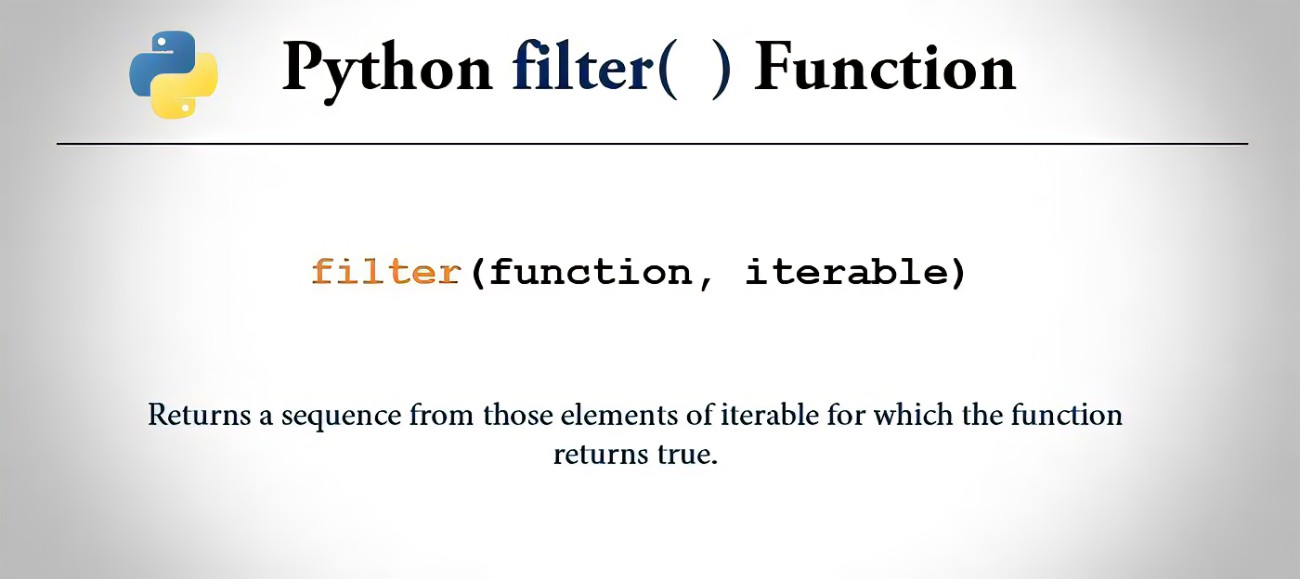 Python filter( ) Function
filter(function, iterable)
Returns a sequence from those elements of iterable for which the function
returns true.